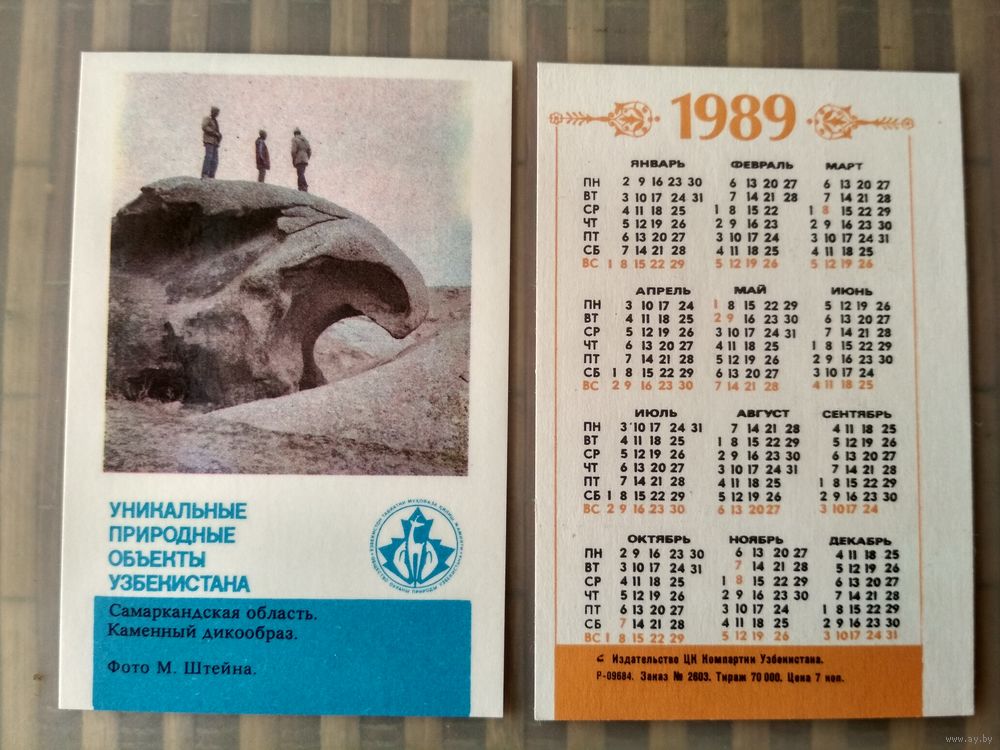 УНИКАЛЬНЫЕ
ПРИРОДНЫЕ
ОБЪЕКТЫ
УЗБЕКИСТАНА
Самаркандская область.
Каменный дикообраз.
Фото М. Штейна.
1989
ЯНВАРЬ ФЕВРАЛЬ МАРТ
ПН 2 9 16 23 30 6 13 20 27 6 13 20 27
ВТ 3 10 17 24 31 7 14 21 28 7 14 21 28
СР 4 11 18 25 1 8 15 22 1 8 15 22 29
ЧТ 5 12 19 26 2 9 16 23 2 9 16 23 30
ПТ 6 13 20 27 3 10 17 24 3 10 17 24 31
СБ 7 14 21 28 4 11 18 25 4 11 18 25
ВС 1 8 15 22 29 5 12 19 26 5 12 19 26
АПРЕЛЬ МАЙ ИЮНЬ
ПН 3 10 17 24 1 8 15 22 29 5 12 19 26
ВТ 4 11 18 25 2 9 16 23 30 6 13 20 27
СР 5 12 19 26 3 10 17 24 31 7 14 21 28
ЧТ 6 13 20 27 4 11 18 25 1 8 15 22 29
ПТ 7 14 21 28 5 12 19 26 2 9 16 23 30
СБ 1 8 15 22 29 6 13 20 27 3 10 17 24
ВС 2 9 16 23 30 7 14 21 28 4 11 18 25
ИЮЛЬ АВГУСТ СЕНТЯБРЬ
ПН 3 10 17 24 31 7 14 21 28 4 11 18 25
ВТ 4 11 18 25 1 8 15 22 29 5 12 19 26
СР 5 12 19 26 2 9 16 23 30 6 13 20 27
ЧТ 6 13 20 27 3 10 17 24 31 7 14 21 28
ПТ 7 14 21 28 4 11 18 25 1 8 15 22 29
СБ 1 8 15 22 29 5 12 19 26 2 9 16 23 30
ВС 2 9 16 23 30 6 13 20 27 3 10 17 24
ОКТЯБРЬ НОЯБРЬ ДЕКАБРЬ
ПН 2 9 16 23 30 6 13 20 27 4 11 18 25
ВТ 3 10 17 24 31 7 14 21 28 5 12 19 26
СР 4 11 18 25 1 8 15 22 29 6 13 20 27
ЧТ 5 12 19 26 2 9 16 23 30 7 14 21 28
ПТ 6 13 20 27 3 10 17 24 1 8 15 22 29
СБ 7 14 21 28 4 11 18 25 2 9 16 23 30
ВС 1 8 15 22 29 5 12 19 26 3 10 17 24 31
Издательство ЦК Компартии Узбекистана.
Р-09684. Заказ № 2603. Тираж 70 000. Цена 7 коп.
www.ay.by